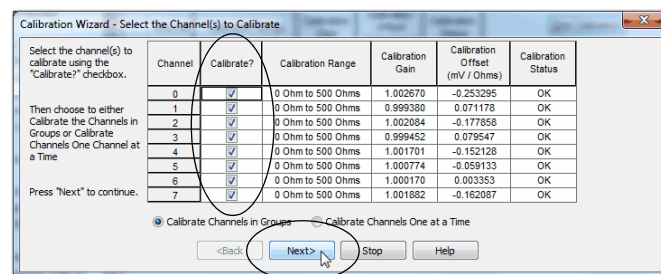 Calibration Wizard - Select the Channel(s) to Calibrate
Select the channel(s) to
calibrate using the
"Calibrate?" checkbox.
Then choose to either
Calibrate the Channels in
Groups or Calibrate
Channels One Channel at
a Time
Press "Next" to continue.
Channel Calibrate? Calibration Range Calibration Gain Calibration Offset (mV / Ohms) Calibration Status
0 0 Ohm to 500 Ohms 1.002670 -0.253295 OK
1 0 Ohm to 500 Ohms 0.999380 0.071178 OK
2 0 Ohm to 500 Ohms 1.002084 -0.177858 OK
3 0 Ohm to 500 Ohms 0.999452 0.079547 OK
4 0 Ohm to 500 Ohms 1.001701 -0.152128 OK
5 0 Ohm to 500 Ohms 1.000774 -0.059133 OK
6 0 Ohm to 500 Ohms 1.000170 0.003353 OK
7 0 Ohm to 500 Ohms 1.001882 -0.162087 OK
Calibrate Channels in Groups Calibrate Channels One at a Time
<Back Next> Stop Help